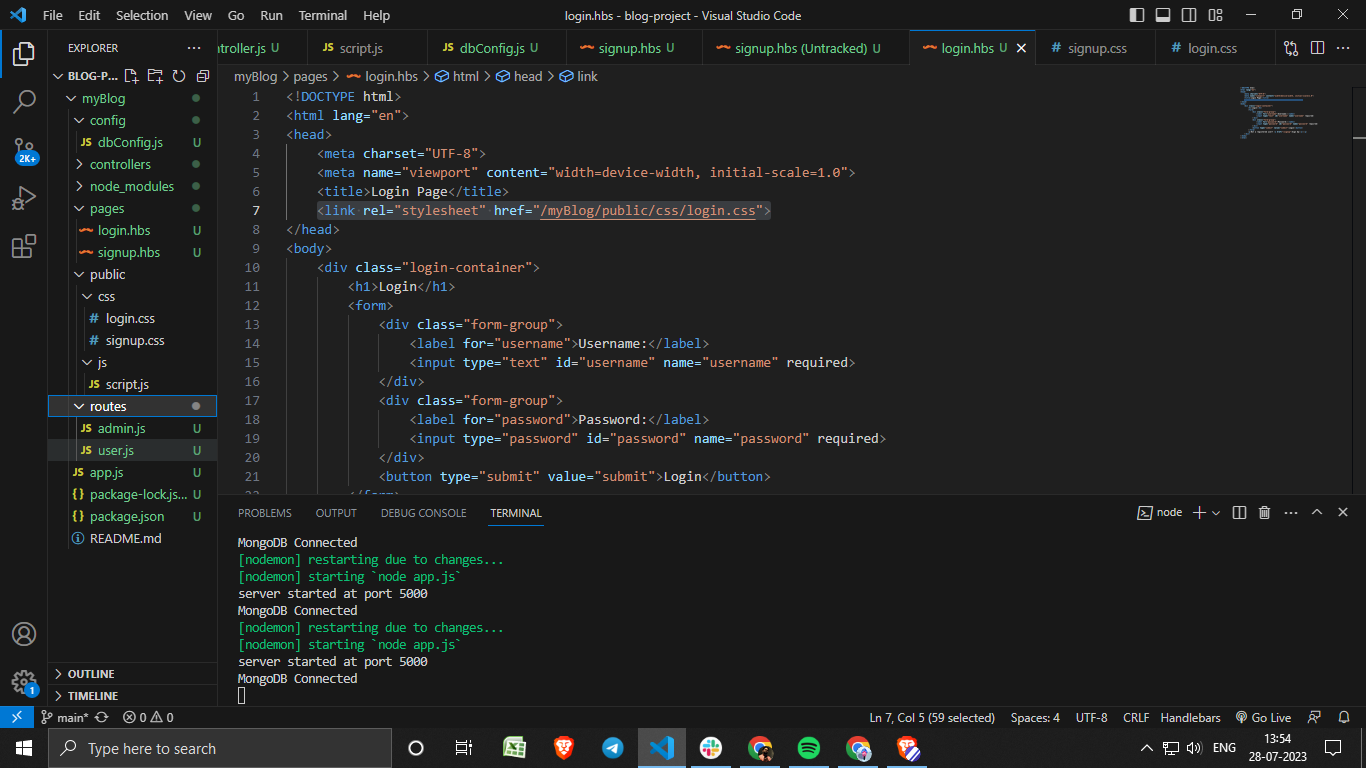 File Edit Selection View Go Run Terminal Help
login.hbs - blog-project - Visual Studio Code
EXPLORER
BLOG-P...
myBlog
config
JS dbConfig.js U
controllers
node_modules
pages
login.hbs U
signup.hbs U
public
css
# login.css
# signup.css
js
JS script.js
routes
JS admin.js U
JS user.js U
JS app.js U
{} package-lock.js... U
{} package.json U
README.md
OUTLINE
TIMELINE
2K+
1
ntroller.js U
JS script.js
JS dbConfig.js U
signup.hbs U
signup.hbs (Untracked) U
login.hbs U
# signup.css
# login.css
myBlog > pages > login.hbs > html > head > link
1 <!DOCTYPE html>
2 <html lang="en">
3 <head>
4 <meta charset="UTF-8">
5 <meta name="viewport" content="width=device-width, initial-scale=1.0">
6 <title>Login Page</title>
7 <link rel="stylesheet" href="/myBlog/public/css/login.css">
8 </head>
9 <body>
10 <div class="login-container">
11 <h1>Login</h1>
12 <form>
13 <div class="form-group">
14 <label for="username">Username:</label>
15 <input type="text" id="username" name="username" required>
16 </div>
17 <div class="form-group">
18 <label for="password">Password:</label>
19 <input type="password" id="password" name="password" required>
20 </div>
21 <button type="submit" value="submit">Login</button>
22 </form>
PROBLEMS OUTPUT DEBUG CONSOLE TERMINAL
node
MongoDB Connected
[nodemon] restarting due to changes...
[nodemon] starting `node app.js`
server started at port 5000
MongoDB Connected
[nodemon] restarting due to changes...
[nodemon] starting `node app.js`
server started at port 5000
MongoDB Connected
main* 0 0
Ln 7, Col 5 (59 selected) Spaces: 4 UTF-8 CRLF Handlebars Go Live
Type here to search
ENG
13:54
28-07-2023